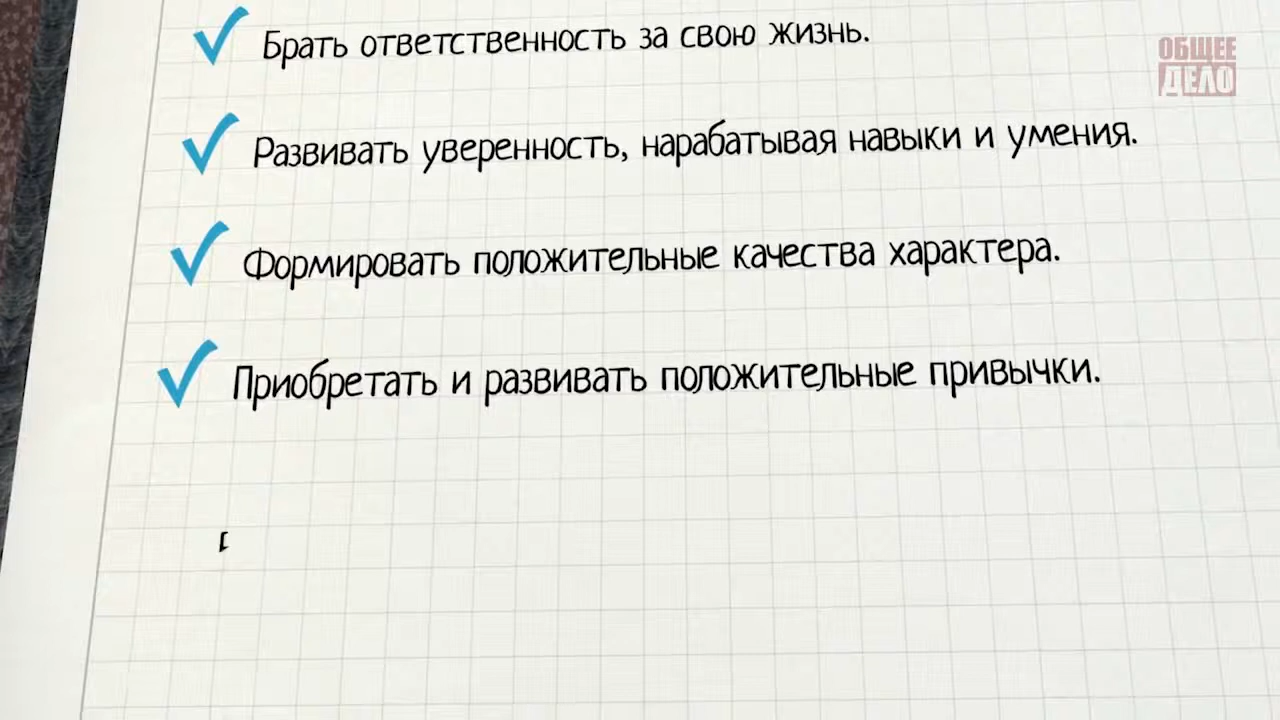 Брать ответственность за свою жизнь.
ОБЩЕЕ
ДЕЛО
Развивать уверенность, нарабатывая навыки и умения.
Формировать положительные качества характера.
Приобретать и развивать положительные привычки.